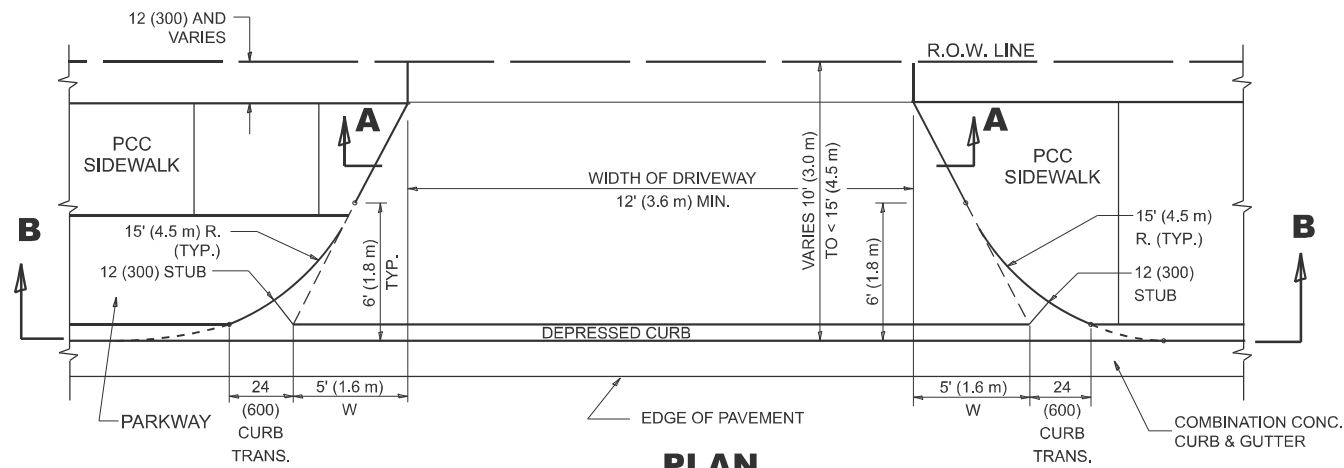 12 (300) AND
VARIES
R.O.W. LINE
A
A
PCC
SIDEWALK
PCC
SIDEWALK
WIDTH OF DRIVEWAY
12' (3.6 m) MIN.
VARIES 10' (3.0 m)
TO < 15' (4.5 m)
B
B
15' (4.5 m) R.
(TYP.)
12 (300) STUB
6' (1.8 m)
TYP.
6' (1.8 m)
15' (4.5 m)
R. (TYP.)
12 (300)
STUB
DEPRESSED CURB
PARKWAY
24
(600)
CURB
TRANS.
5' (1.6 m)
W
EDGE OF PAVEMENT
5' (1.6 m)
W
24
(600)
CURB
TRANS.
COMBINATION CONC.
CURB & GUTTER
PLAN